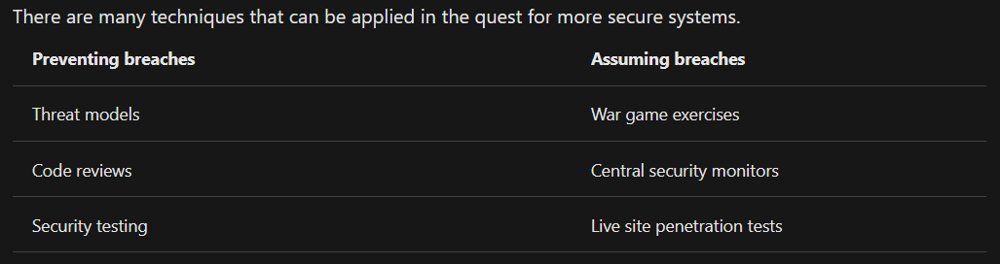 There are many techniques that can be applied in the quest for more secure systems.
Preventing breaches Assuming breaches
Threat models War game exercises
Code reviews Central security monitors
Security testing Live site penetration tests